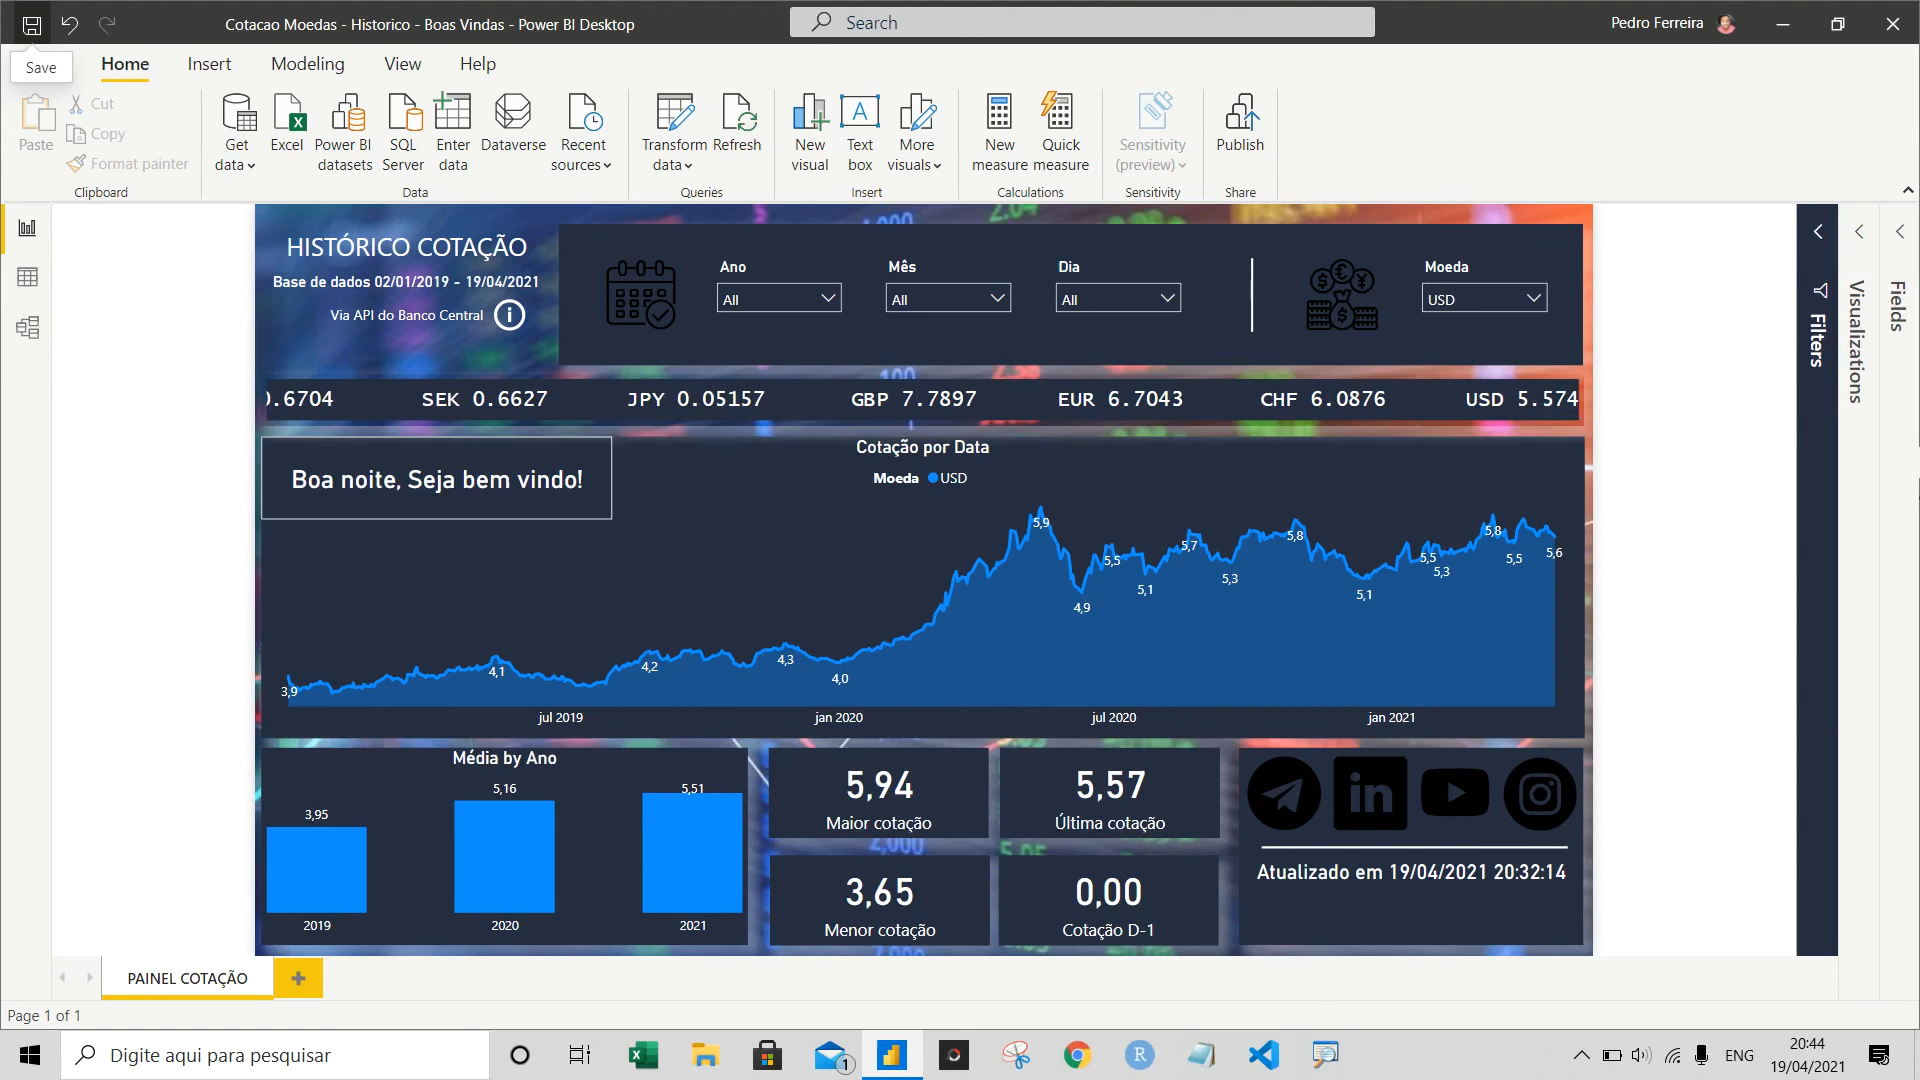 Cotacao Moedas - Historico - Boas Vindas - Power BI Desktop
Search
Pedro Ferreira
Save
Home
Insert
Modeling
View
Help
Paste
Cut
Copy
Format painter
Clipboard
Get data
Excel
Power BI datasets
SQL Server
Enter data
Dataverse
Recent sources
Data
Transform data
Refresh
Queries
New visual
Text box
More visuals
Insert
New measure
Quick measure
Calculations
Sensitivity (preview)
Sensitivity
Publish
Share
HISTÓRICO COTAÇÃO
Base de dados 02/01/2019 - 19/04/2021
Via API do Banco Central
Ano
All
Mês
All
Dia
All
Moeda
USD
Filters
Visualizations
Fields
0.6704 SEK 0.6627 JPY 0.05157 GBP 7.7897 EUR 6.7043 CHF 6.0876 USD 5.574
Boa noite, Seja bem vindo!
Cotação por Data
Moeda USD
3,9
4,1
4,2
4,3
4,0
5,9
4,9
5,5
5,1
5,7
5,3
5,8
5,1
5,5
5,3
5,8
5,5
5,6
jul 2019
jan 2020
jul 2020
jan 2021
Média by Ano
3,95
5,16
5,51
2019
2020
2021
5,94
Maior cotação
5,57
Última cotação
3,65
Menor cotação
0,00
Cotação D-1
in
Atualizado em 19/04/2021 20:32:14
PAINEL COTAÇÃO
Page 1 of 1
Digite aqui para pesquisar
1
R
ENG
20:44
19/04/2021